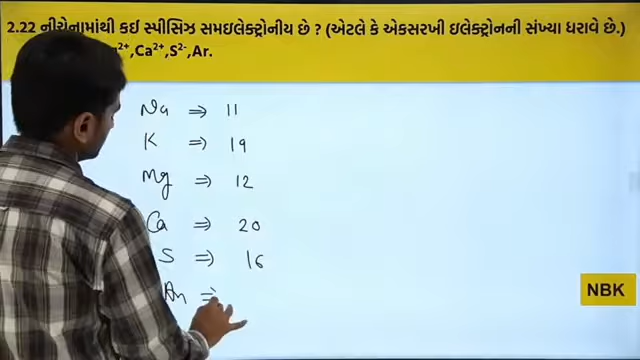 2.22 નીચેનામાંથી કઈ સ્પીસિઝ સમઇલેક્ટ્રોનીય છે ? (એટલે કે એકસરખી ઇલેક્ટ્રોનની સંખ્યા ધરાવે છે.)
²⁺,Ca²⁺,S²⁻,Ar.
Na ⇒ 11
K ⇒ 19
Mg ⇒ 12
Ca ⇒ 20
S ⇒ 16
Ar ⇒
NBK